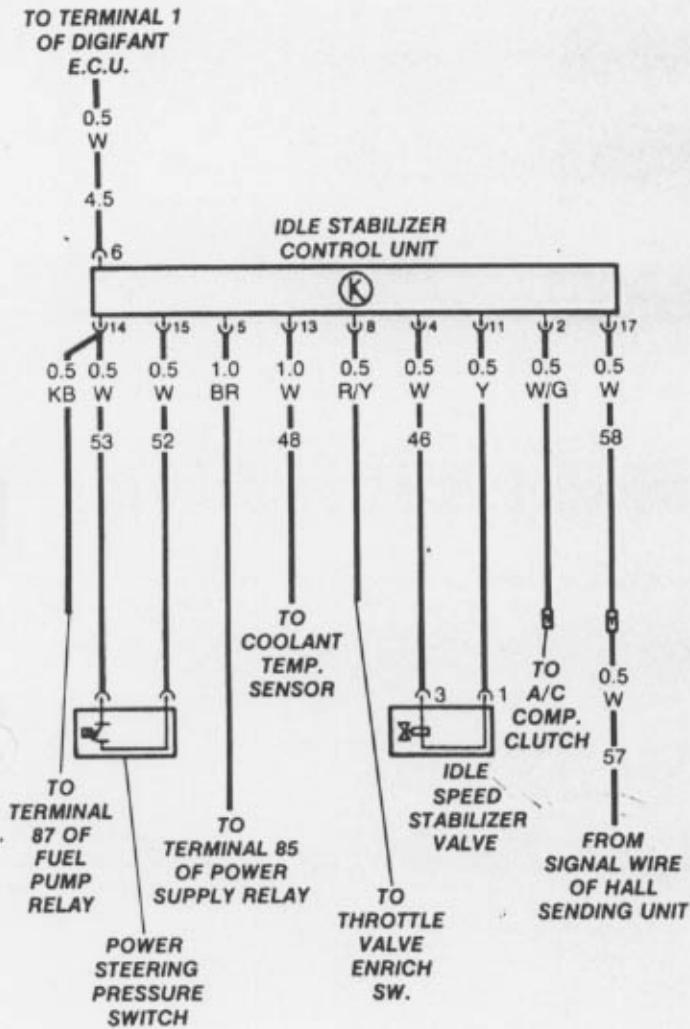 TO TERMINAL 1
OF DIGIFANT
E.C.U.
0.5
W
4.5
6
IDLE STABILIZER
CONTROL UNIT
K
14 15 5 13 8 4 11 2 17
0.5 0.5 0.5 1.0 1.0 0.5 0.5 0.5 0.5 0.5
KB W W BR W R/Y W Y W/G W
53 52 48 46 58
TO
COOLANT
TEMP.
SENSOR
3 1
TO
A/C
COMP.
CLUTCH
0.5
W
57
IDLE
SPEED
STABILIZER
VALVE
TO
TERMINAL
87 OF
FUEL
PUMP
RELAY
TO
TERMINAL 85
OF POWER
SUPPLY RELAY
FROM
SIGNAL WIRE
OF HALL
SENDING UNIT
TO
THROTTLE
VALVE
ENRICH
SW.
POWER
STEERING
PRESSURE
SWITCH